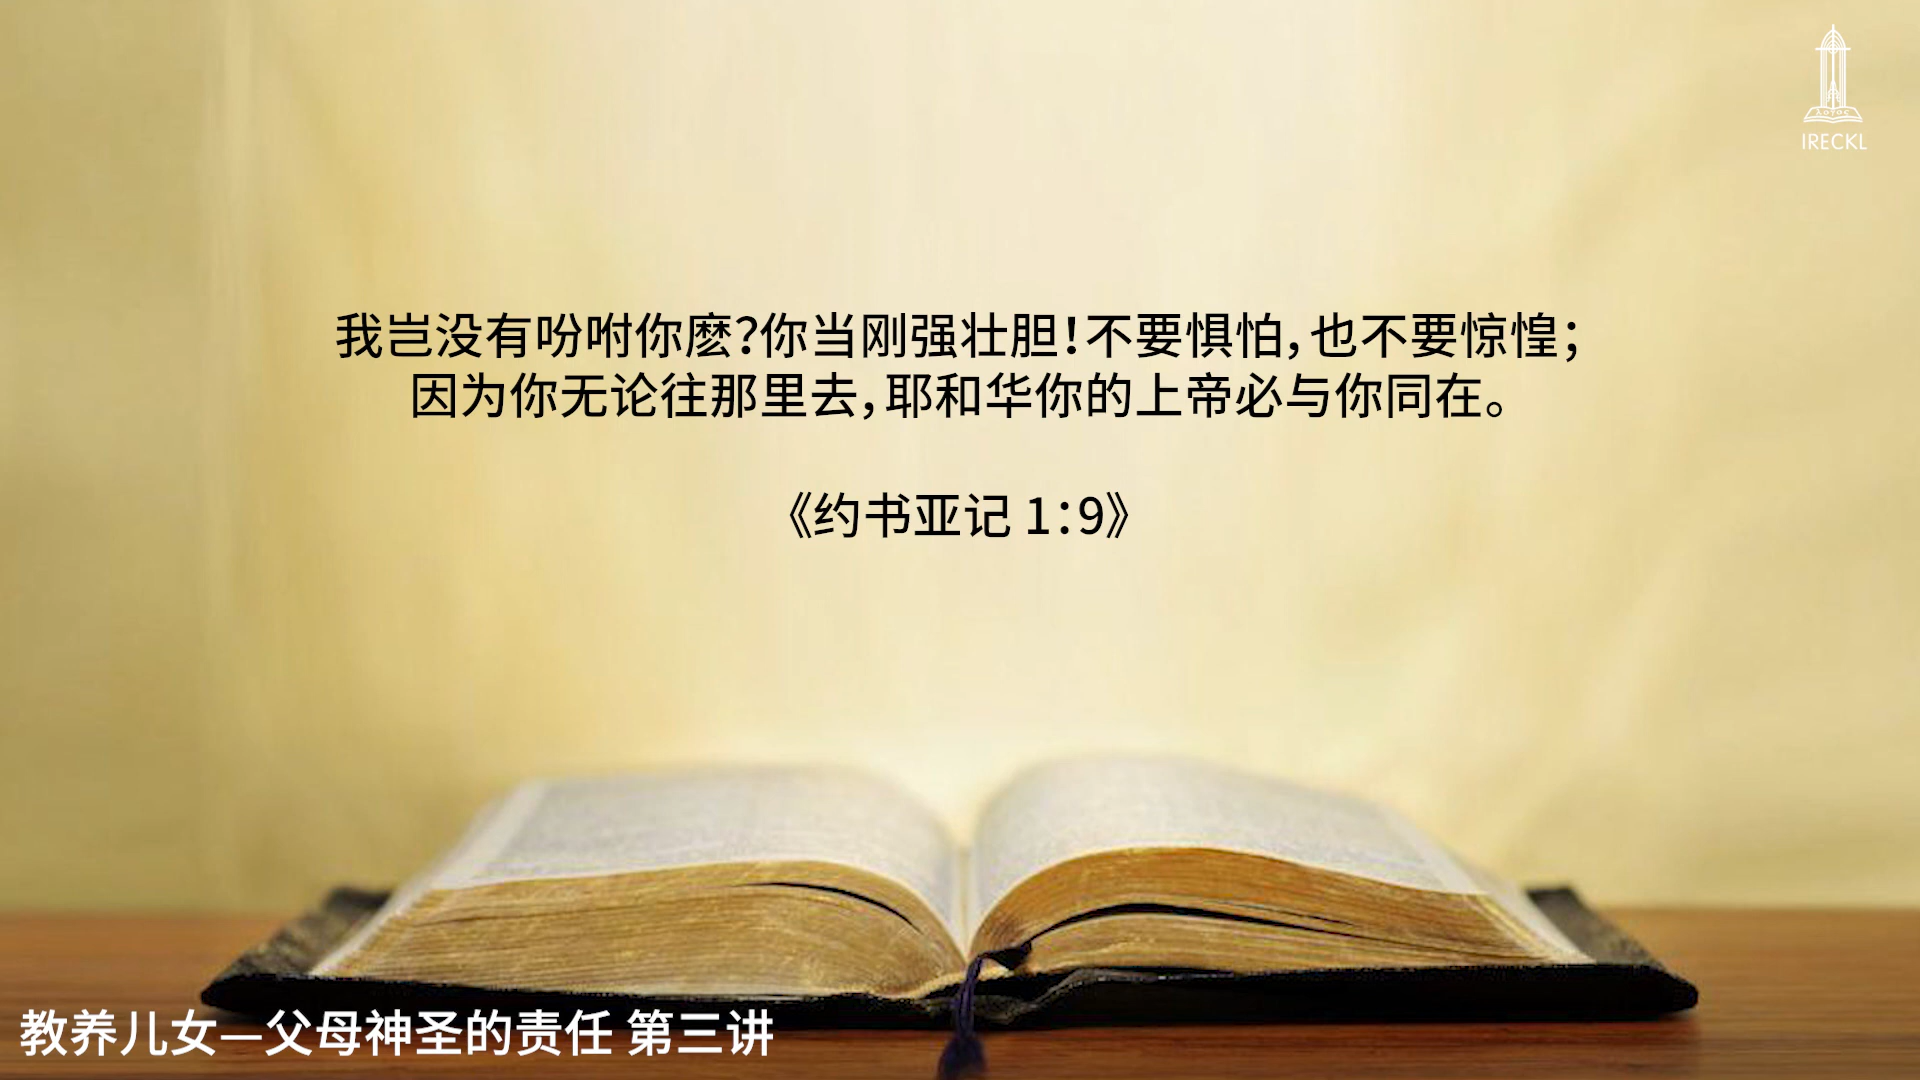 ΛΟΓΟΣ
IRECKL
我岂没有吩咐你麽？你当刚强壮胆！不要惧怕，也不要惊惶；
因为你无论往那里去，耶和华你的上帝必与你同在。
《约书亚记 1：9》
教养儿女—父母神圣的责任 第三讲